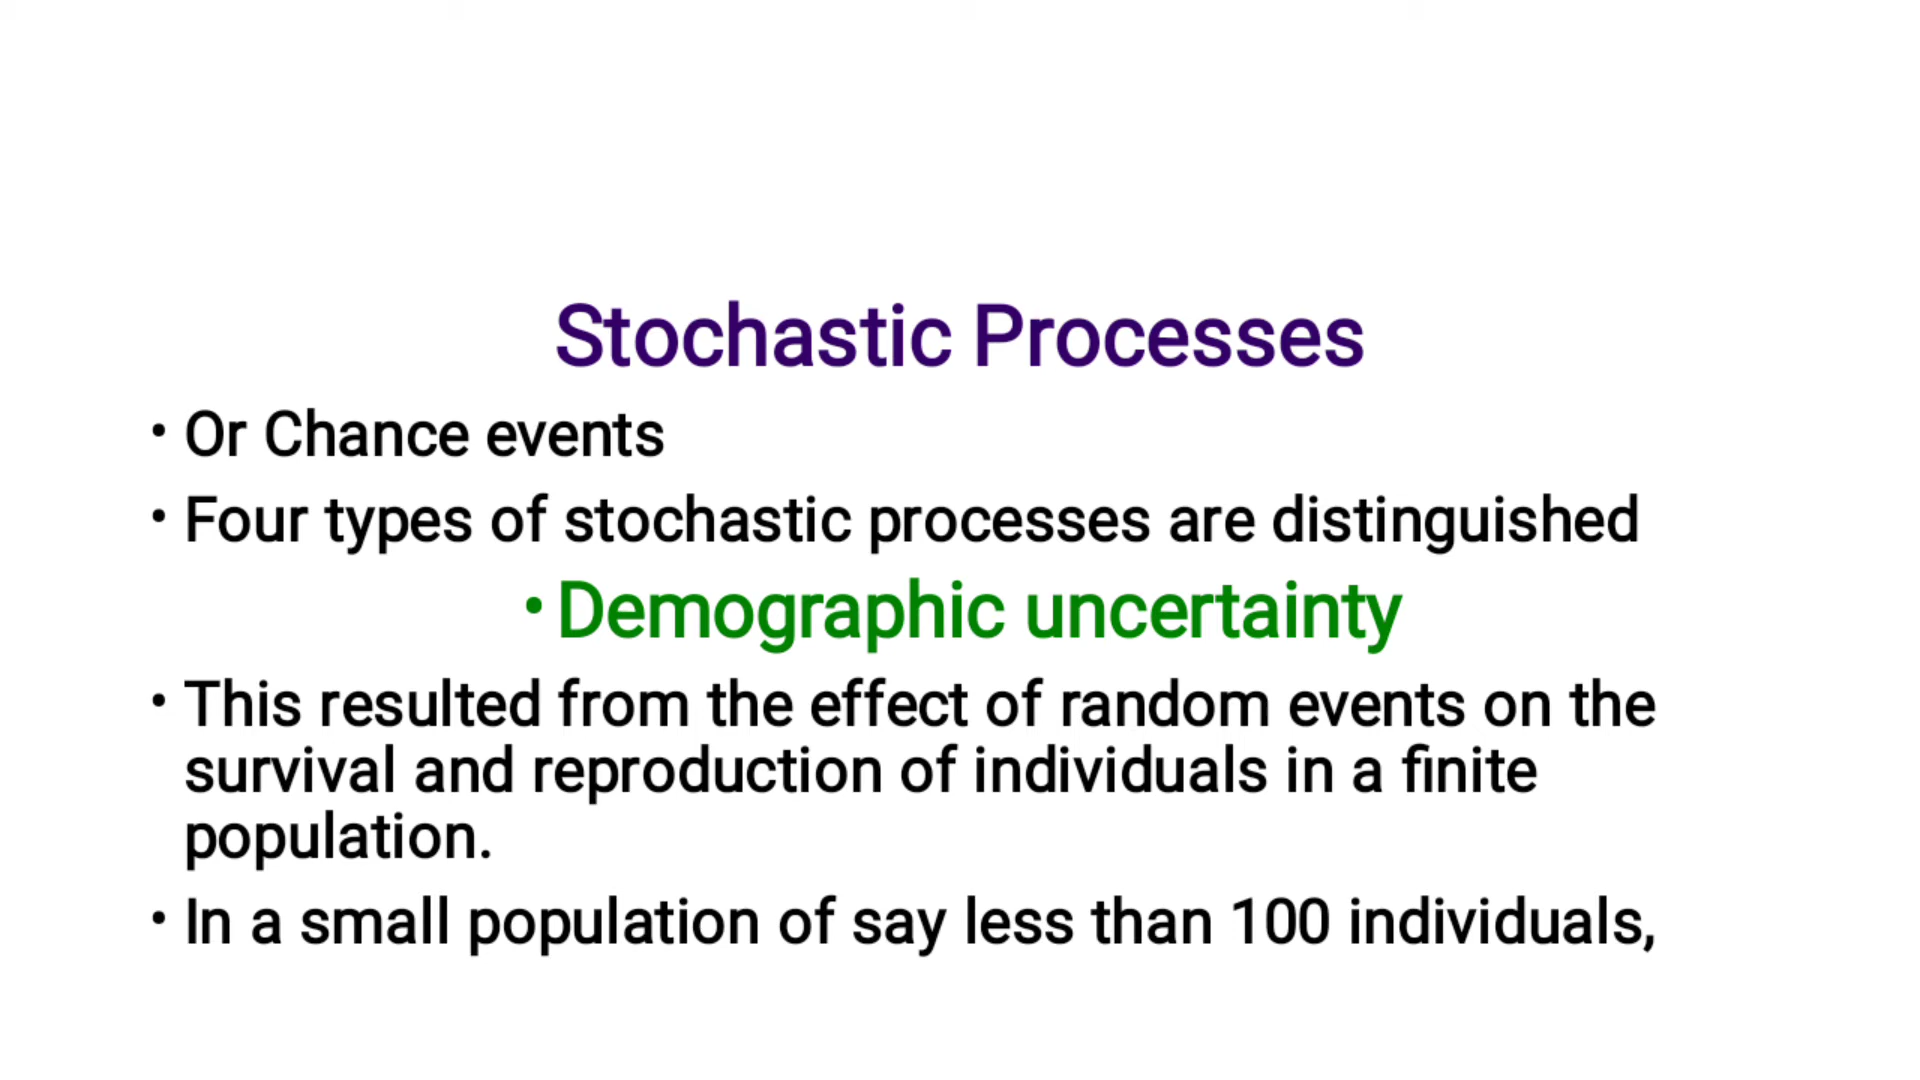 Stochastic Processes
• Or Chance events
• Four types of stochastic processes are distinguished
• Demographic uncertainty
• This resulted from the effect of random events on the
survival and reproduction of individuals in a finite
population.
• In a small population of say less than 100 individuals,